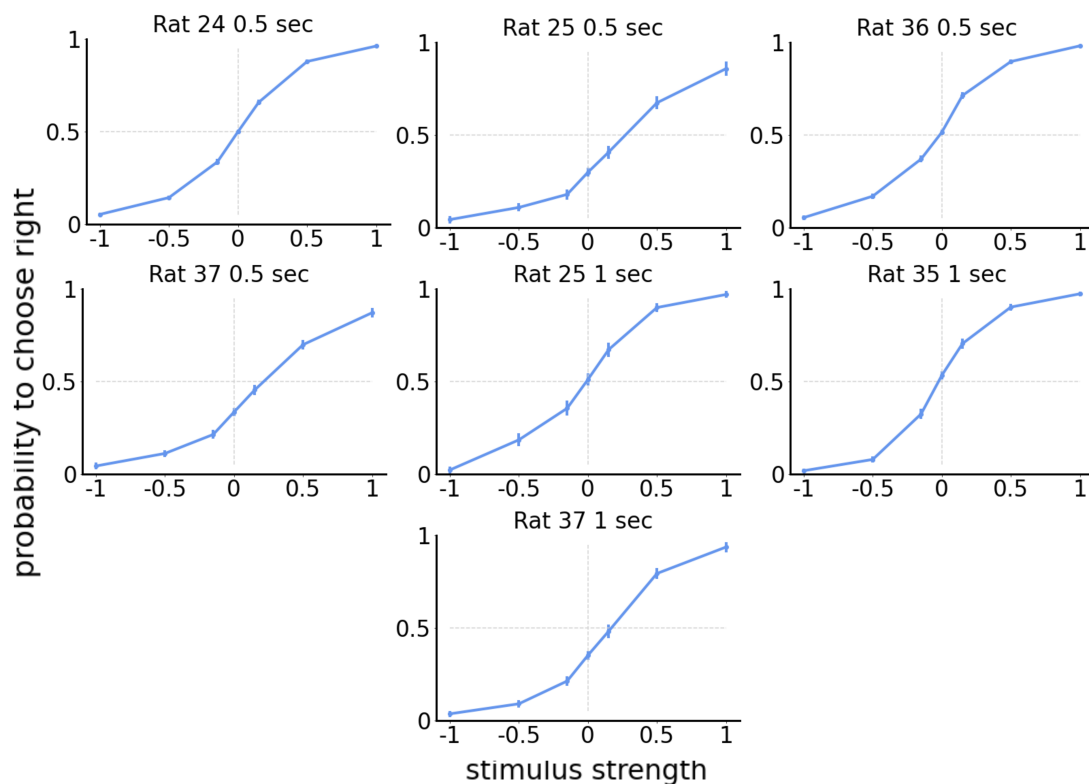 Rat 24 0.5 sec
Rat 25 0.5 sec
Rat 36 0.5 sec
1
0.5
0
-1 -0.5 0 0.5 1
1
0.5
0
-1 -0.5 0 0.5 1
1
0.5
0
-1 -0.5 0 0.5 1
probability to choose right
Rat 37 0.5 sec
Rat 25 1 sec
Rat 35 1 sec
1
0.5
0
-1 -0.5 0 0.5 1
1
0.5
0
-1 -0.5 0 0.5 1
1
0.5
0
-1 -0.5 0 0.5 1
Rat 37 1 sec
1
0.5
0
-1 -0.5 0 0.5 1
stimulus strength